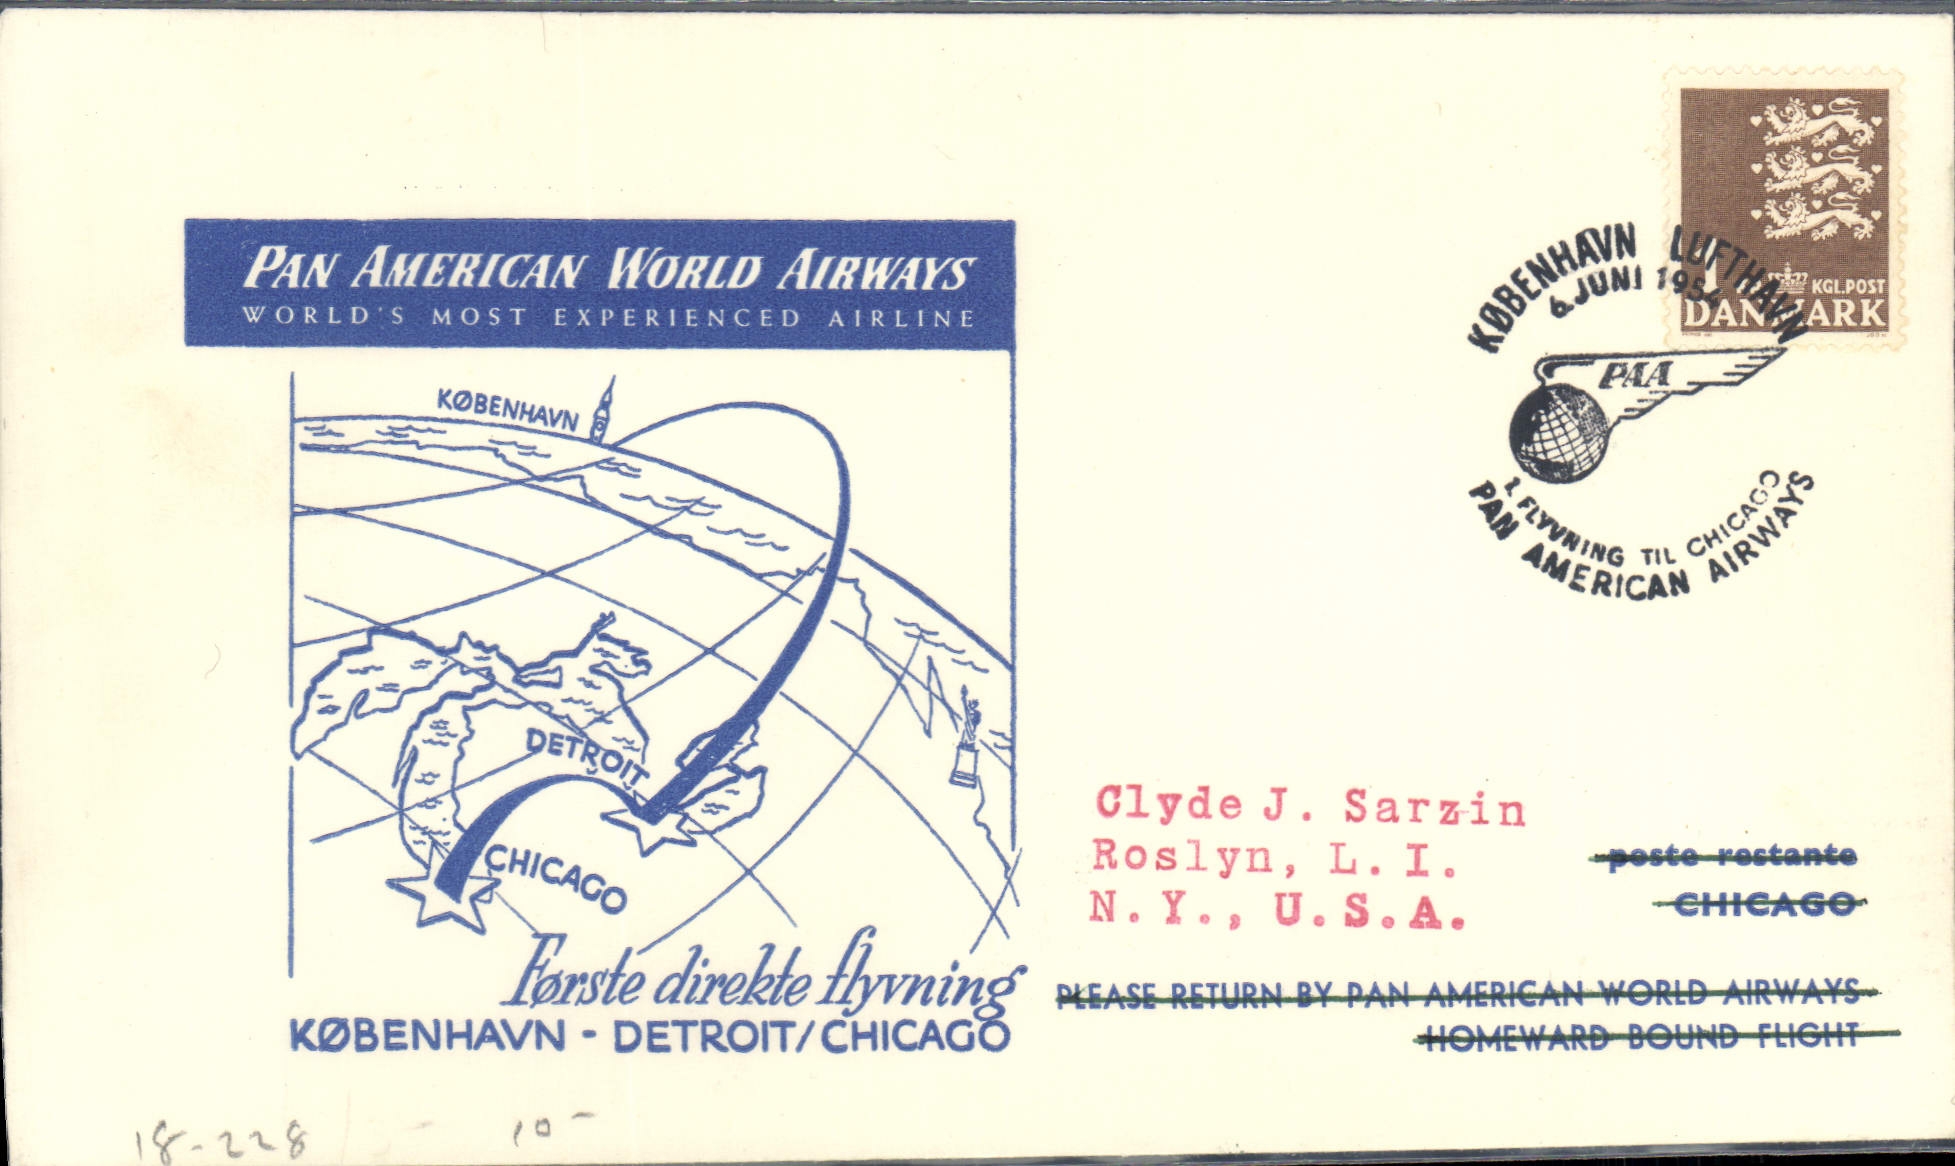 PAN AMERICAN WORLD AIRWAYS
WORLD'S MOST EXPERIENCED AIRLINE
KØBENHAVN
DETROIT
CHICAGO
Første direkte flyvning
KØBENHAVN - DETROIT/CHICAGO
1
KGL.POST
DANMARK
KØBENHAVN LUFTHAVN
6. JUNI 1954
PAA
1. FLYVNING TIL CHICAGO
PAN AMERICAN AIRWAYS
Clyde J. Sarzin
Roslyn, L. I.
N.Y., U.S.A.
poste restante
CHICAGO
PLEASE RETURN BY PAN AMERICAN WORLD AIRWAYS
HOMEWARD BOUND FLIGHT
18-228
10-